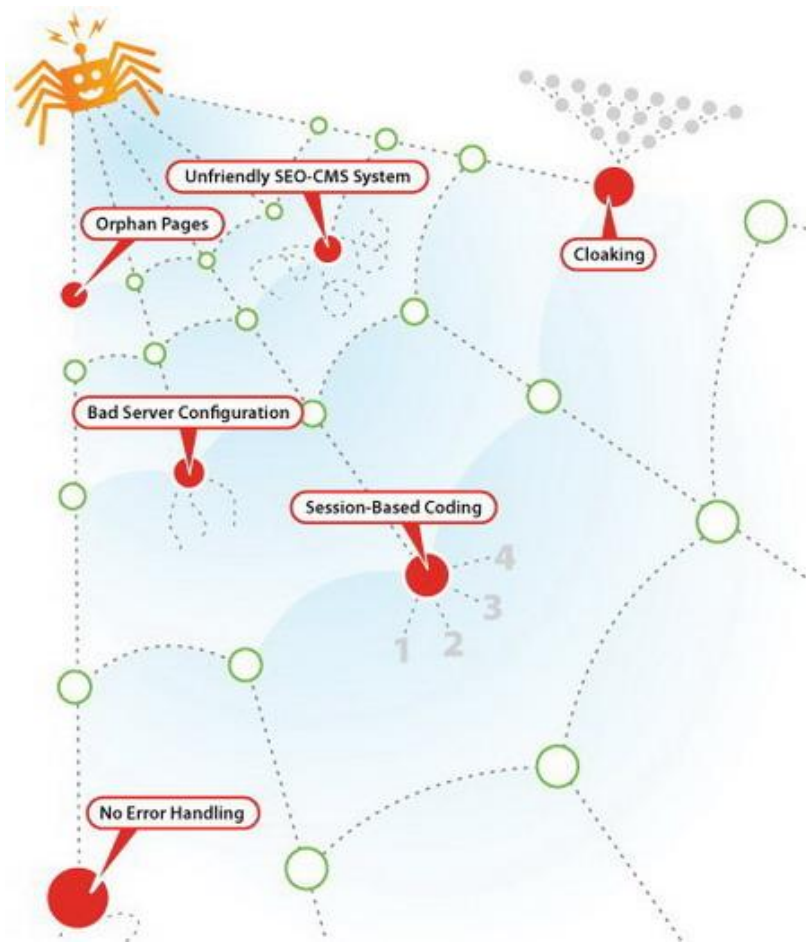 Unfriendly SEO-CMS System
Orphan Pages
Cloaking
Bad Server Configuration
Session-Based Coding
4
3
2
1
No Error Handling